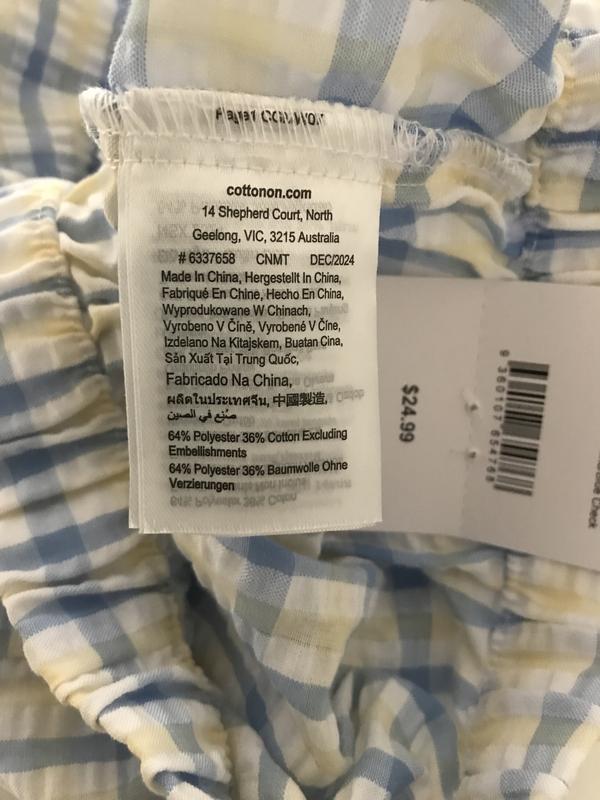 cottonon.com
14 Shepherd Court, North
Geelong, VIC, 3215 Australia
# 6337658 CNMT DEC/2024
Made In China, Hergestellt In China,
Fabriqué En Chine, Hecho En China,
Wyprodukowane W Chinach,
Vyrobeno V Číně, Vyrobené V Číne,
Izdelano Na Kitajskem, Buatan Cina,
Sản Xuất Tại Trung Quốc,
Fabricado Na China,
ผลิตในประเทศจีน, 中國製造,
صُنع في الصين
64% Polyester 36% Cotton Excluding
Embellishments
64% Polyester 36% Baumwolle Ohne
Verzierungen
$24.99
9 360107 654768
Check